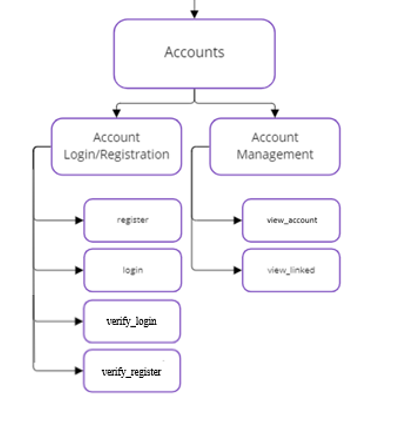 Accounts
Account
Login/Registration
Account
Management
register
view_account
login
view_linked
verify_login
verify_register